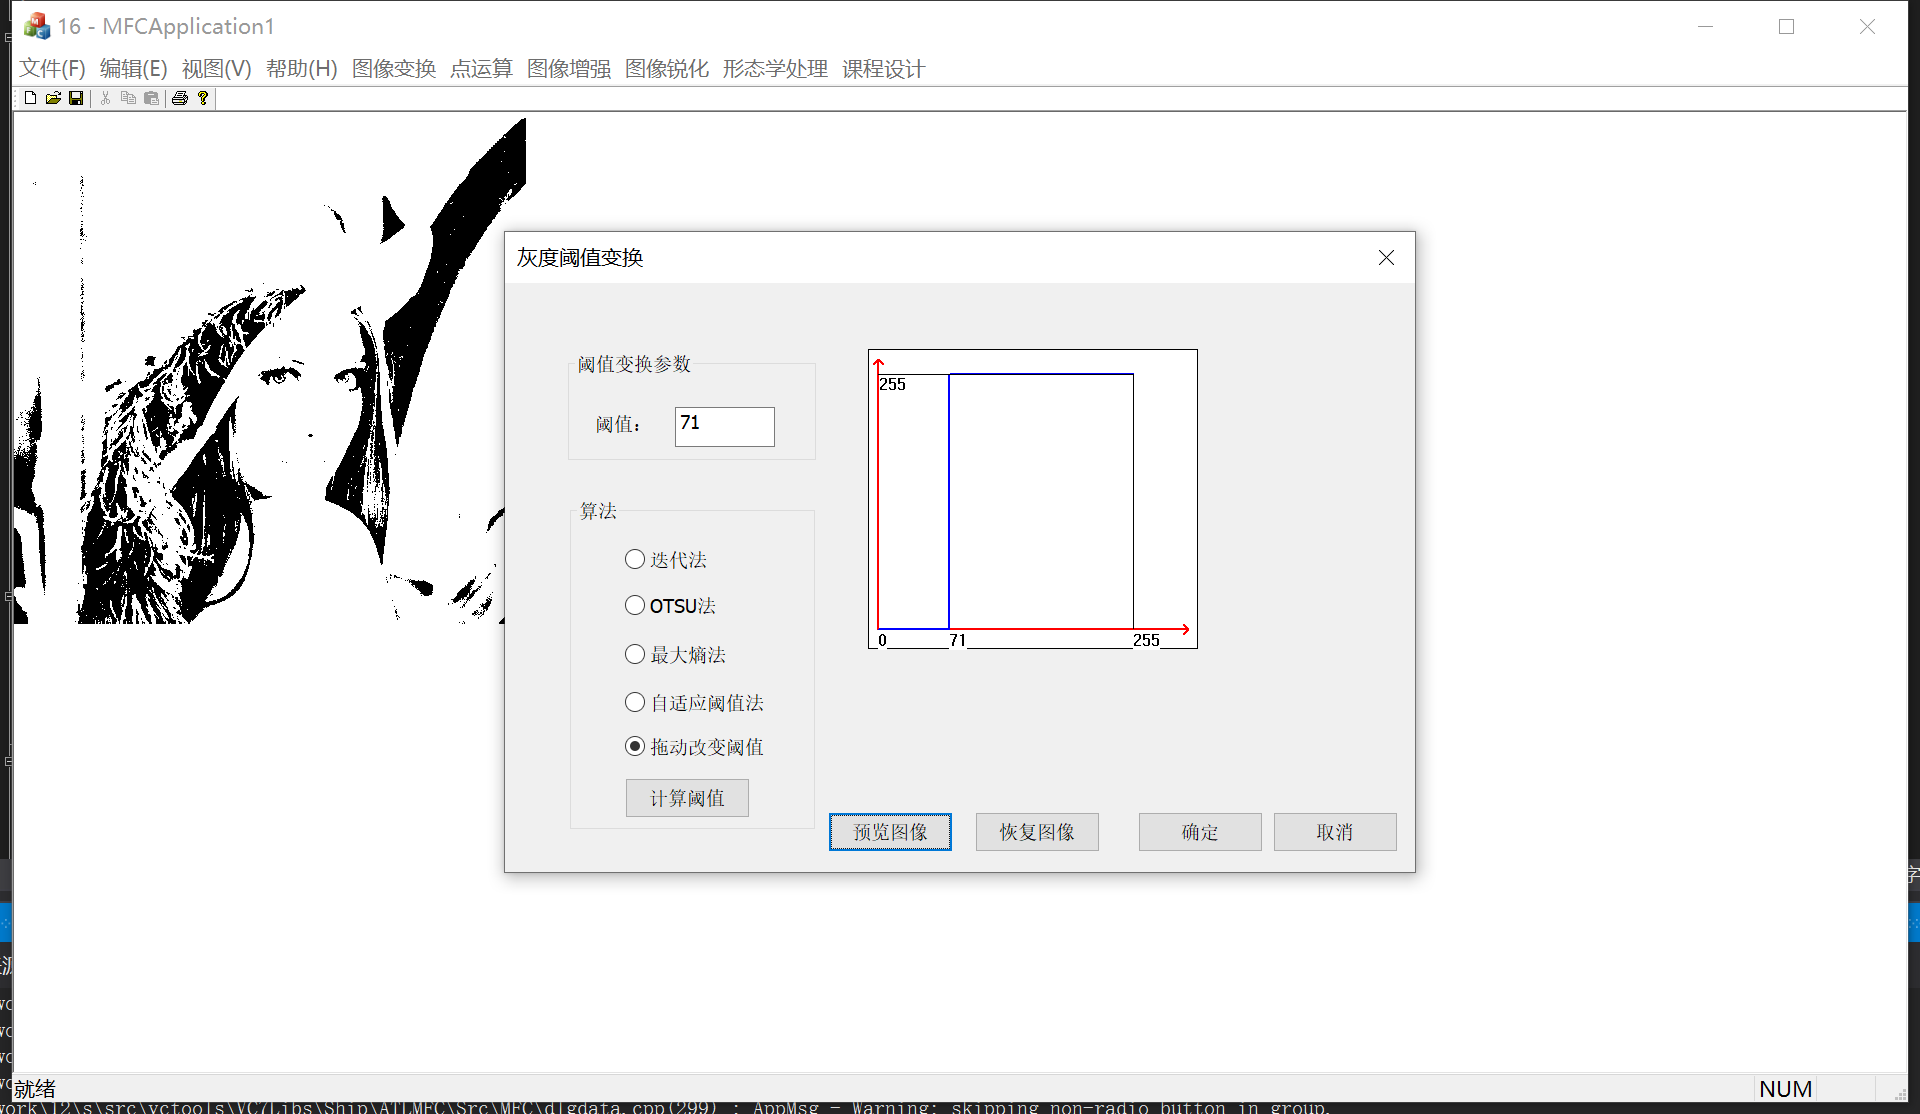 16 - MFCApplication1
文件(F) 编辑(E) 视图(V) 帮助(H) 图像变换 点运算 图像增强 图像锐化 形态学处理 课程设计
灰度阈值变换
阈值变换参数
阈值：
71
算法
迭代法
OTSU法
最大熵法
自适应阈值法
拖动改变阈值
计算阈值
255
0
71
255
预览图像
恢复图像
确定
取消
字
源
就绪
NUM
work\12\s\src\vctools\VC7Libs\Ship\ATLMFC\Src\MFC\dlgdata.cpp(299) : AppMsg - Warning: skipping non-radio button in group.